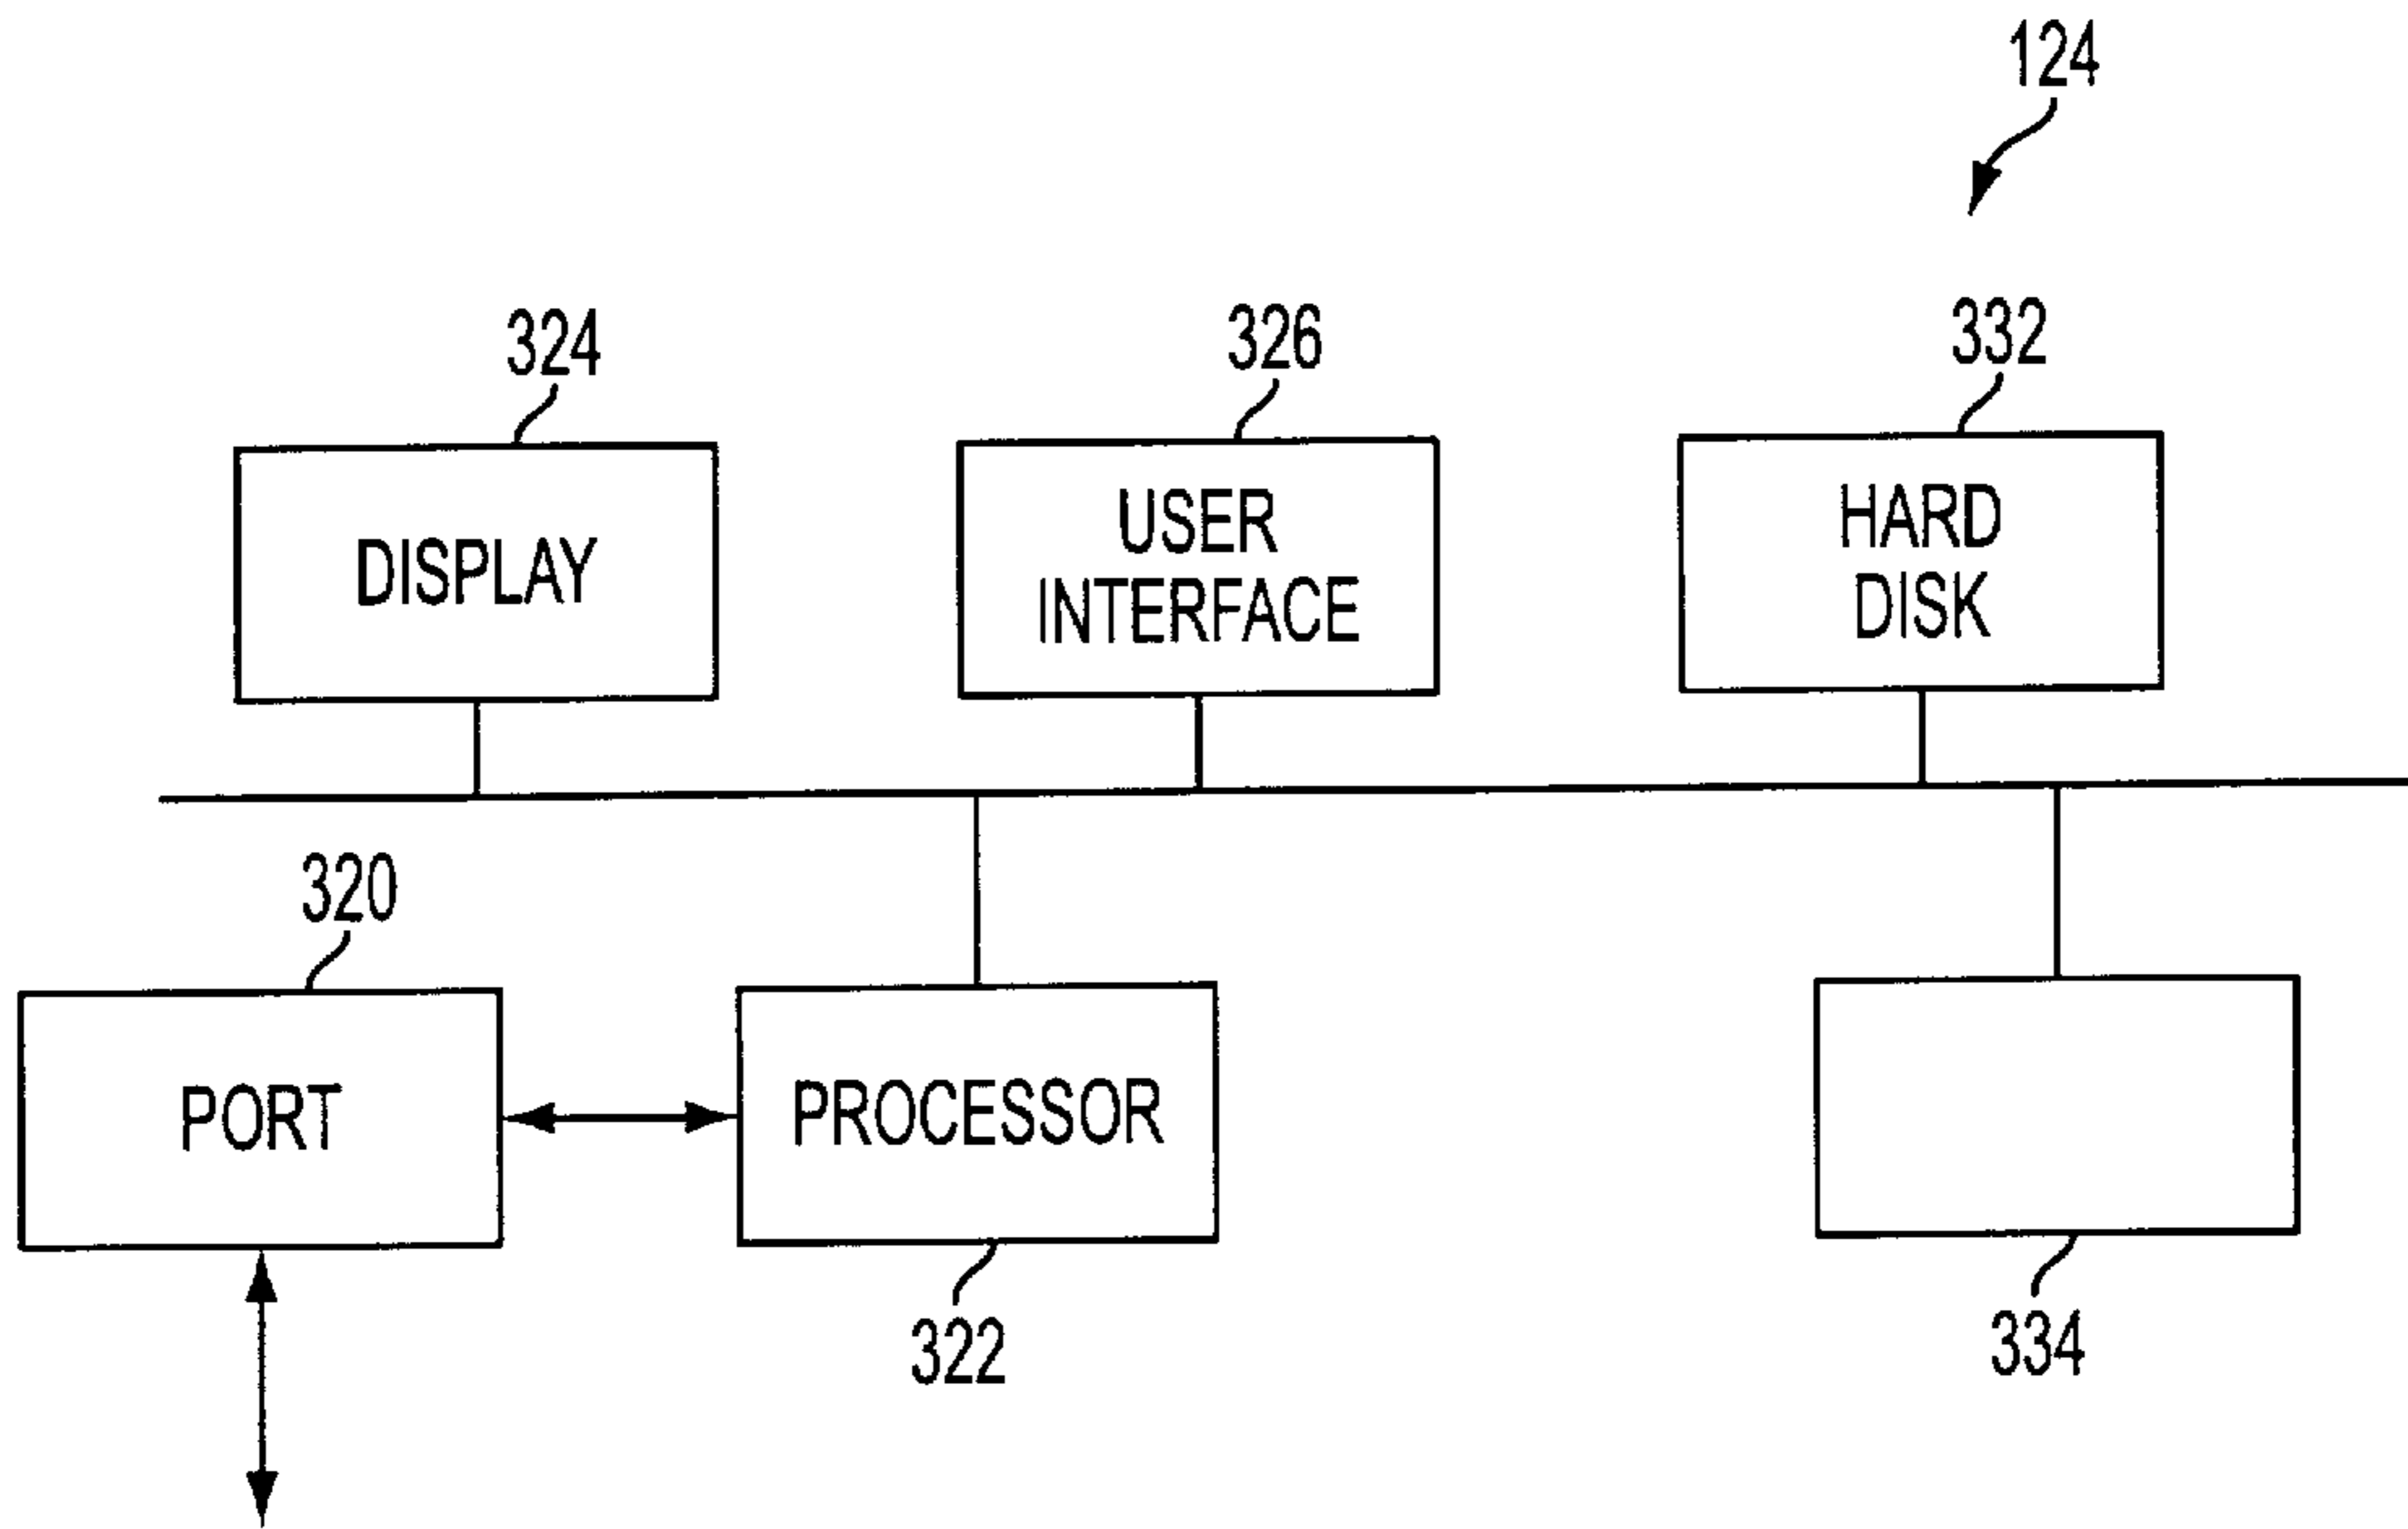 124
324
326
332
DISPLAY
USER
INTERFACE
HARD
DISK
320
PORT
PROCESSOR
322
334